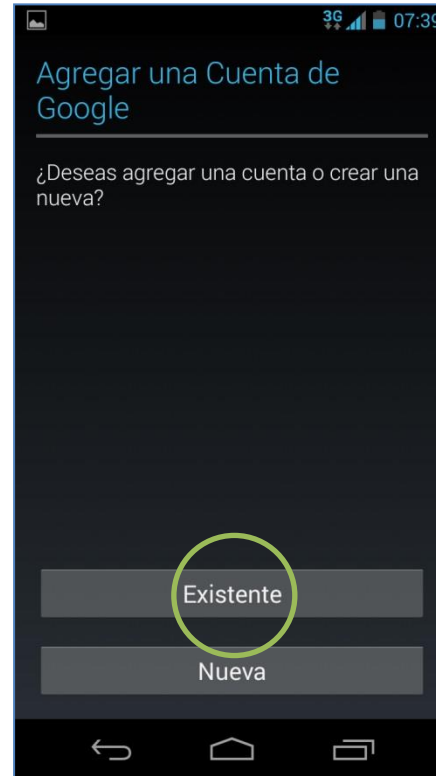 3G 07:39
Agregar una Cuenta de
Google
¿Deseas agregar una cuenta o crear una
nueva?
Existente
Nueva